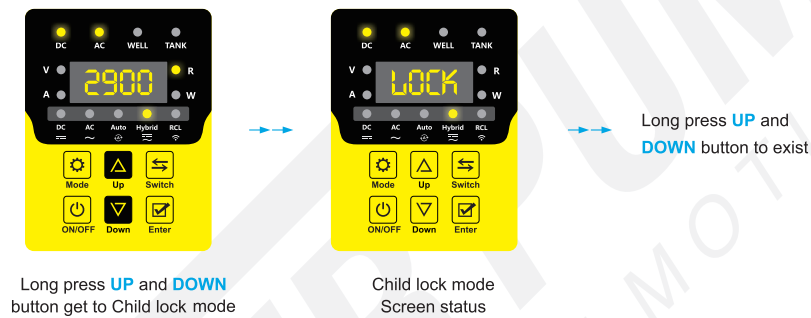 DC AC WELL TANK
V 2900 R
A W
DC AC Auto Hybrid RCL
Mode Up Switch
ON/OFF Down Enter
Long press UP and DOWN
button get to Child lock mode
DC AC WELL TANK
V LOCK R
A W
DC AC Auto Hybrid RCL
Mode Up Switch
ON/OFF Down Enter
Child lock mode
Screen status
Long press UP and
DOWN button to exist